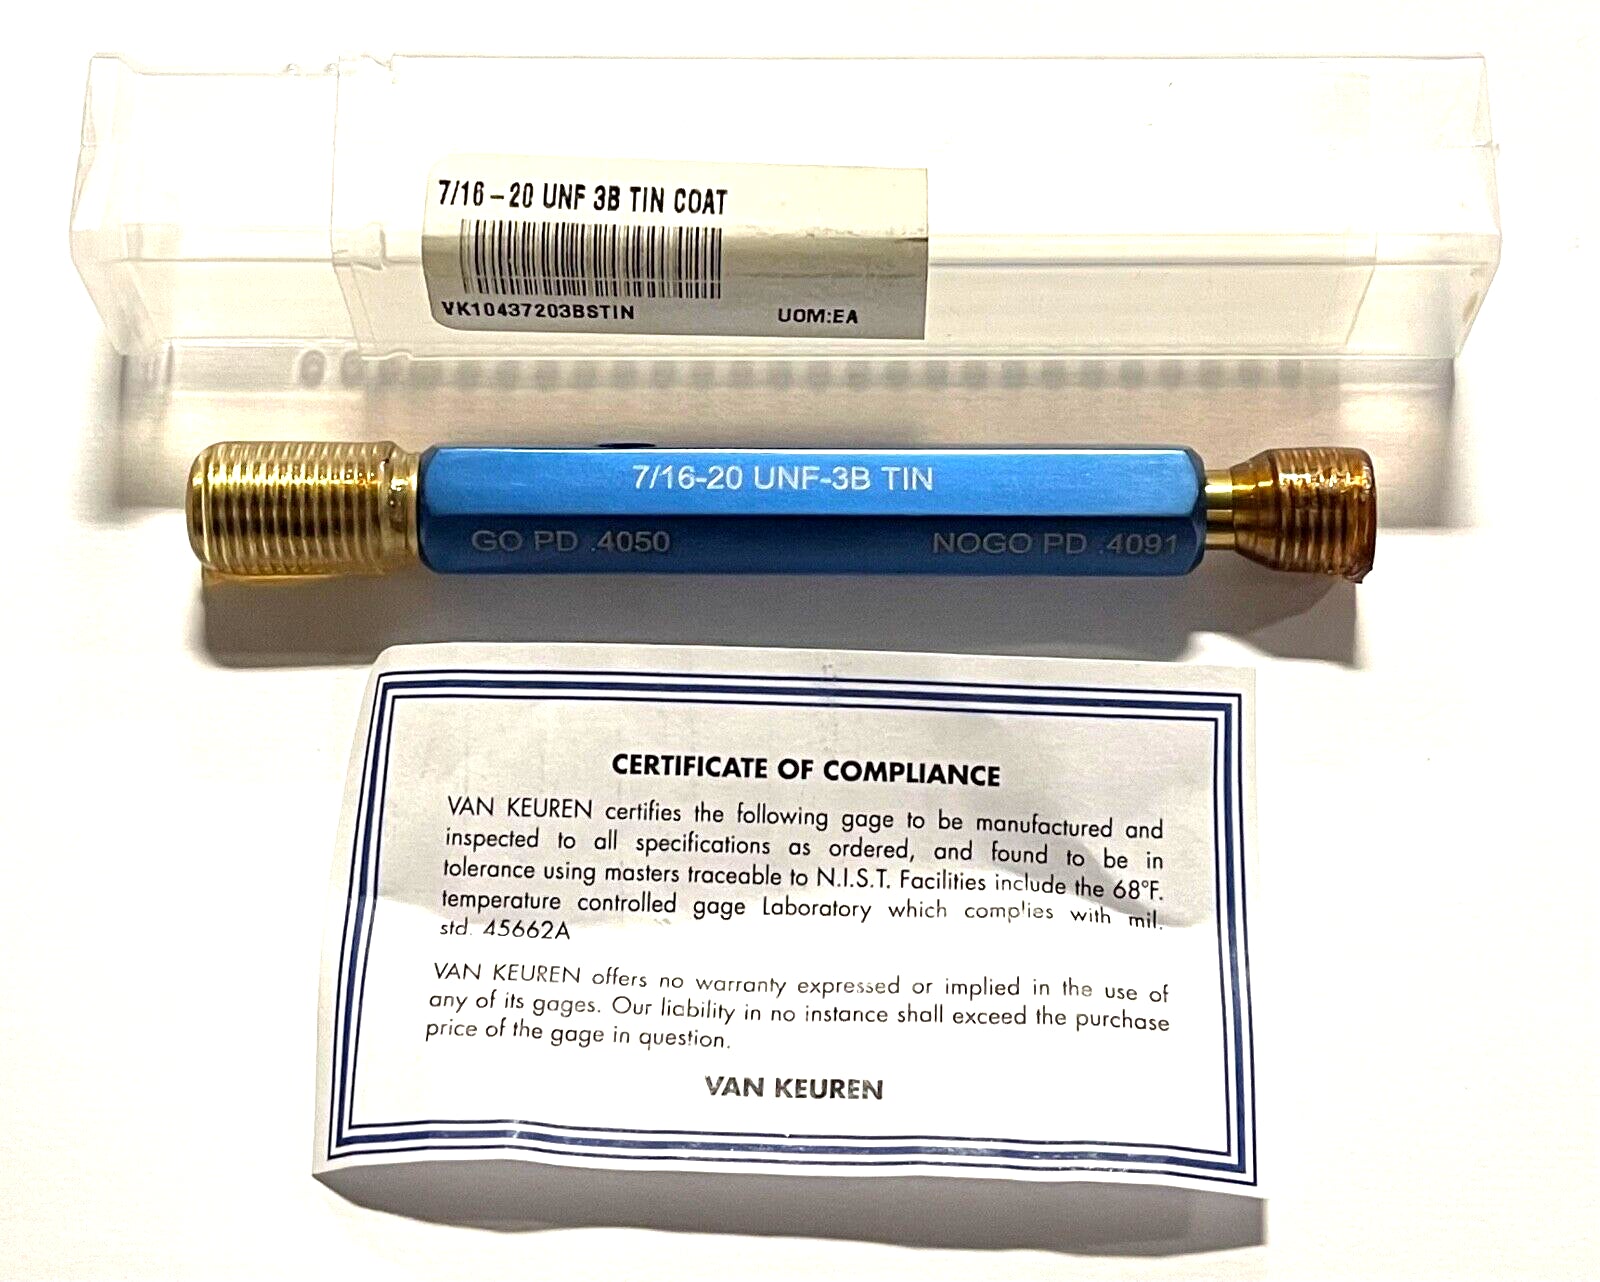 7/16-20 UNF 3B TIN COAT
VK10437203BSTIN
UOM:EA
7/16-20 UNF-3B TIN
GO PD .4050
NOGO PD .4091
CERTIFICATE OF COMPLIANCE
VAN KEUREN certifies the following gage to be manufactured and
inspected to all specifications as ordered, and found to be in
tolerance using masters traceable to N.I.S.T. Facilities include the 68°F.
temperature controlled gage Laboratory which complies with mil.
std. 45662A
VAN KEUREN offers no warranty expressed or implied in the use of
any of its gages. Our liability in no instance shall exceed the purchase
price of the gage in question.
VAN KEUREN